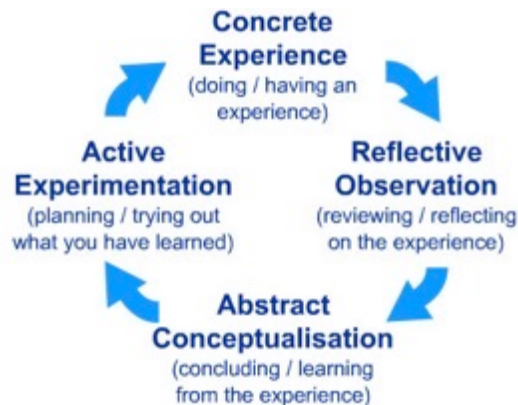 Concrete
Experience
(doing / having an
experience)
Reflective
Observation
(reviewing / reflecting
on the experience)
Abstract
Conceptualisation
(concluding / learning
from the experience)
Active
Experimentation
(planning / trying out
what you have learned)